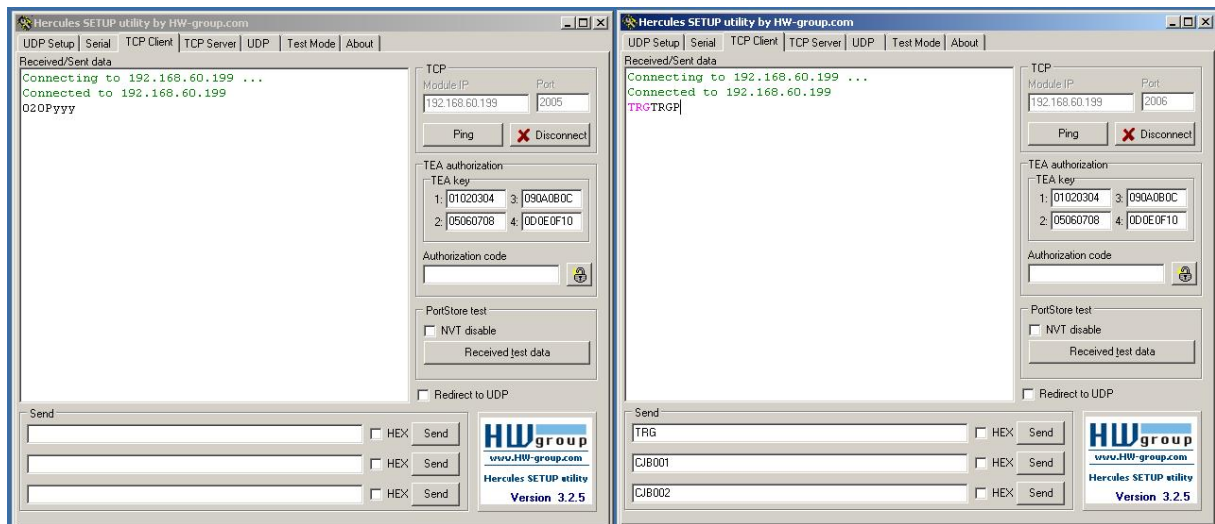 Hercules SETUP utility by HW-group.com
UDP Setup Serial TCP Client TCP Server UDP Test Mode About
Received/Sent data
Connecting to 192.168.60.199 ...
Connected to 192.168.60.199
020Pyyy
TCP
Module IP Port
192.168.60.199 2005
Ping Disconnect
TEA authorization
TEA key
1: 01020304 3: 090A0B0C
2: 05060708 4: 0D0E0F10
Authorization code
PortStore test
NVT disable
Received test data
Redirect to UDP
Send
HEX Send
HEX Send
HEX Send
HWgroup
www.HW-group.com
Hercules SETUP utility
Version 3.2.5
Hercules SETUP utility by HW-group.com
UDP Setup Serial TCP Client TCP Server UDP Test Mode About
Received/Sent data
Connecting to 192.168.60.199 ...
Connected to 192.168.60.199
TRGTRGP
TCP
Module IP Port
192.168.60.199 2006
Ping Disconnect
TEA authorization
TEA key
1: 01020304 3: 090A0B0C
2: 05060708 4: 0D0E0F10
Authorization code
PortStore test
NVT disable
Received test data
Redirect to UDP
Send
TRG HEX Send
CJB001 HEX Send
CJB002 HEX Send
HWgroup
www.HW-group.com
Hercules SETUP utility
Version 3.2.5